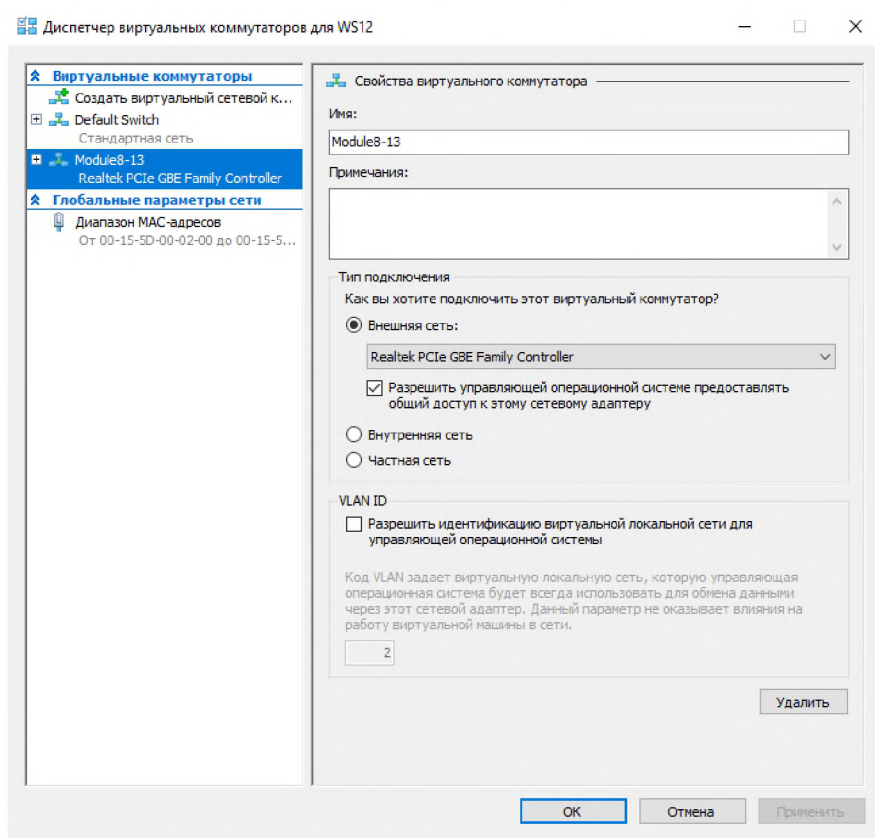 Диспетчер виртуальных коммутаторов для WS12
Виртуальные коммутаторы
Создать виртуальный сетевой к...
Default Switch
Стандартная сеть
Module8-13
Realtek PCIe GBE Family Controller
Глобальные параметры сети
Диапазон MAC-адресов
От 00-15-5D-00-02-00 до 00-15-5...
Свойства виртуального коммутатора
Имя:
Module8-13
Примечания:
Тип подключения
Как вы хотите подключить этот виртуальный коммутатор?
Внешняя сеть:
Realtek PCIe GBE Family Controller
Разрешить управляющей операционной системе предоставлять
общий доступ к этому сетевому адаптеру
Внутренняя сеть
Частная сеть
VLAN ID
Разрешить идентификацию виртуальной локальной сети для
управляющей операционной системы
Код VLAN задает виртуальную локальную сеть, которую управляющая
операционная система будет всегда использовать для обмена данными
через этот сетевой адаптер. Данный параметр не оказывает влияния на
работу виртуальной машины в сети.
2
Удалить
ОК
Отмена
Применить